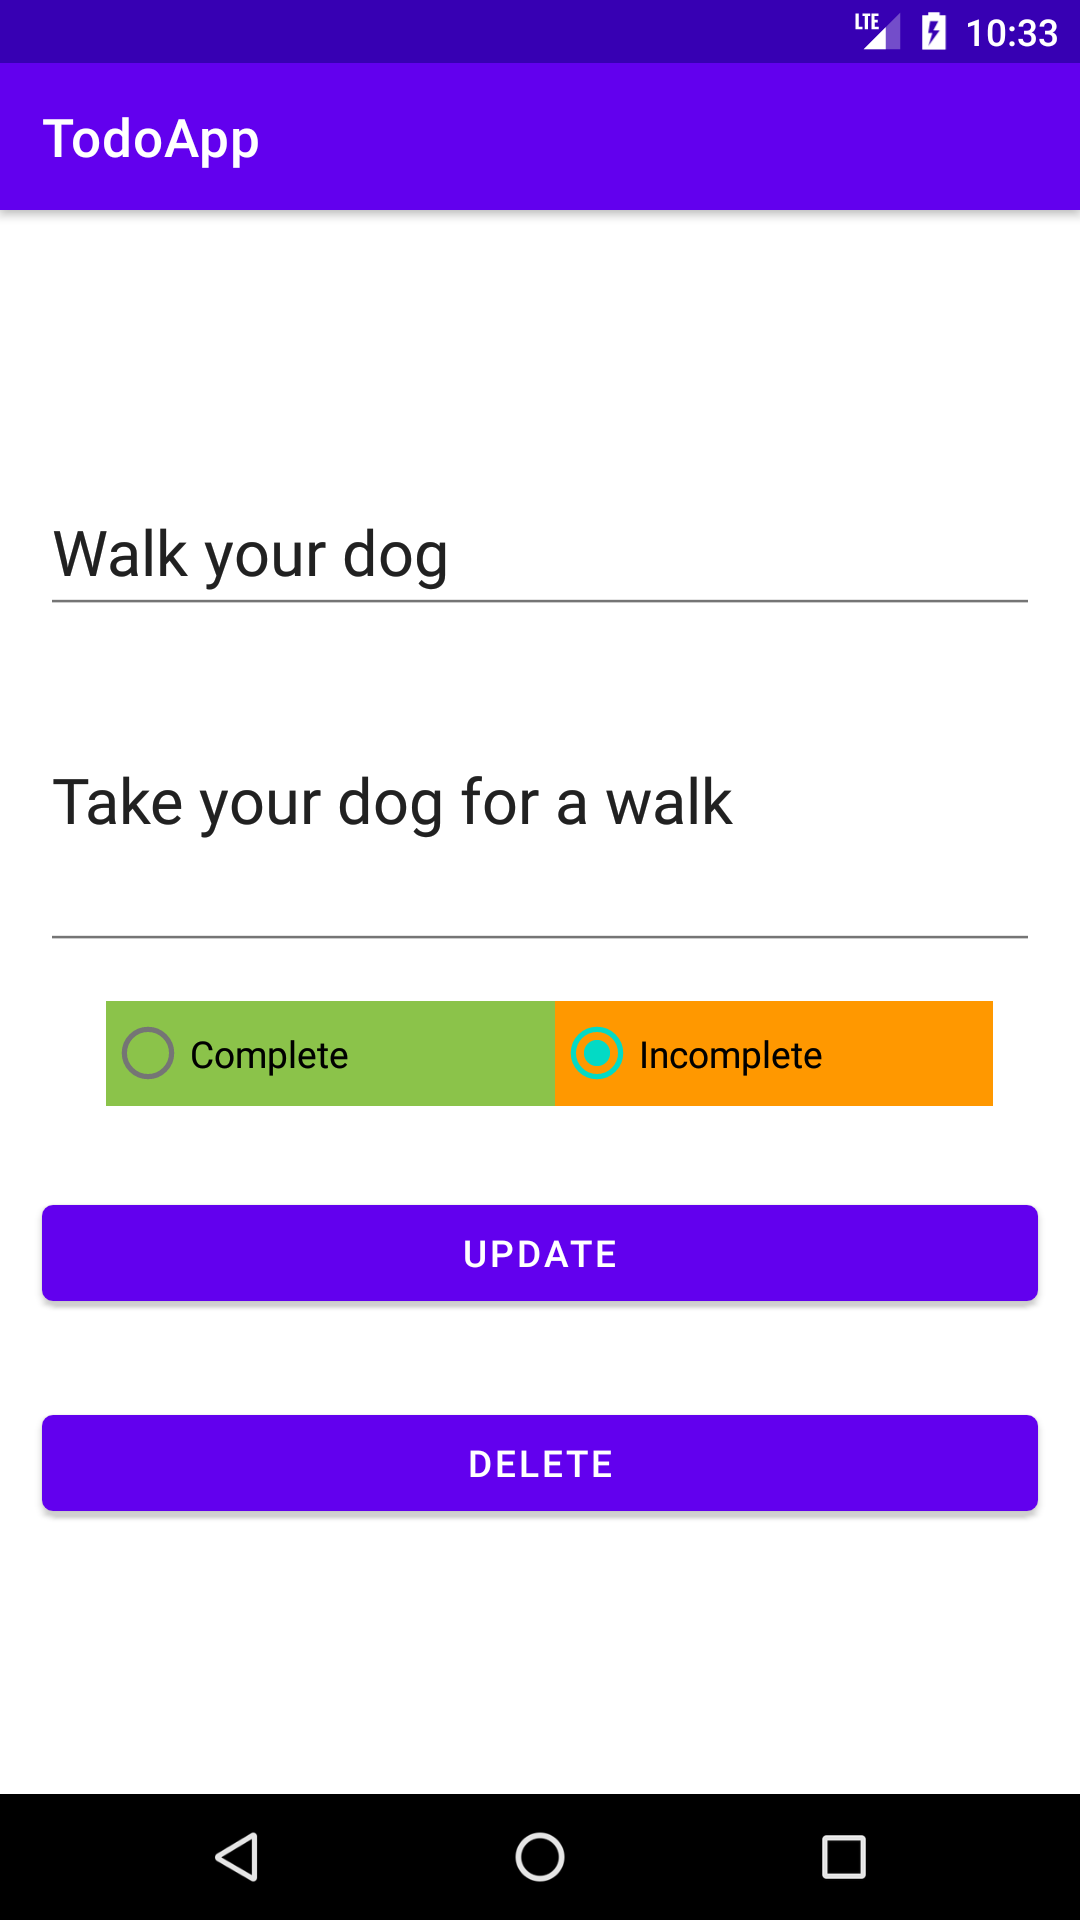 LTE 10:33
TodoApp
Walk your dog
Take your dog for a walk
Complete Incomplete
UPDATE
DELETE